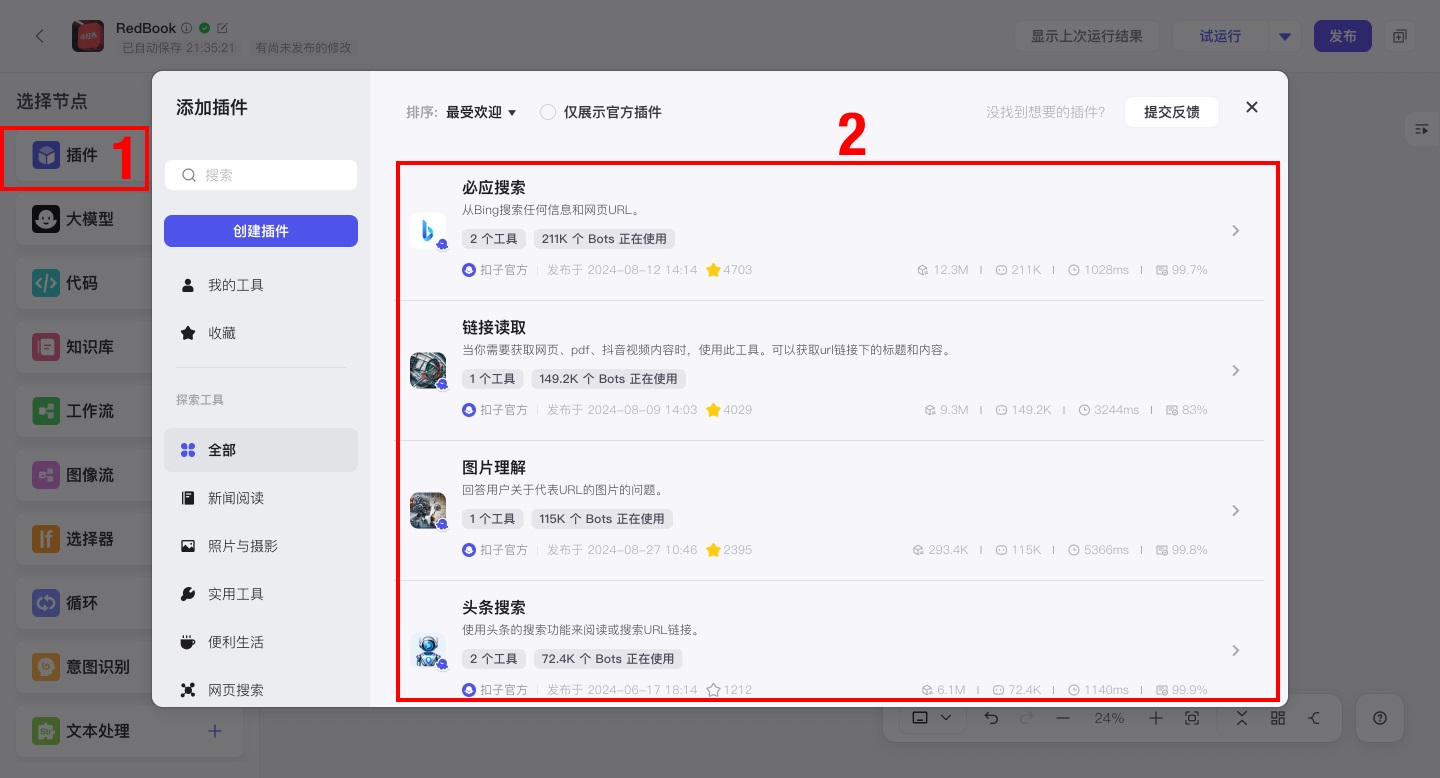 RedBook
已自动保存 21:35:21 有尚未发布的修改
显示上次运行结果
试运行
发布
选择节点
插件
1
大模型
代码
知识库
工作流
图像流
If 选择器
循环
意图识别
Str 文本处理
添加插件
搜索
创建插件
我的工具
收藏
探索工具
全部
新闻阅读
照片与摄影
实用工具
便利生活
网页搜索
排序: 最受欢迎
仅展示官方插件
没找到想要的插件?
提交反馈
2
必应搜索
从Bing搜索任何信息和网页URL。
2 个工具 211K 个 Bots 正在使用
扣子官方 发布于 2024-08-12 14:14 4703 12.3M 211K 1028ms 99.7%
链接读取
当你需要获取网页、pdf、抖音视频内容时，使用此工具。可以获取url链接下的标题和内容。
1 个工具 149.2K 个 Bots 正在使用
扣子官方 发布于 2024-08-09 14:03 4029 9.3M 149.2K 3244ms 83%
图片理解
回答用户关于代表URL的图片的问题。
1 个工具 115K 个 Bots 正在使用
扣子官方 发布于 2024-08-27 10:46 2395 293.4K 115K 5366ms 99.8%
头条搜索
使用头条的搜索功能来阅读或搜索URL链接。
2 个工具 72.4K 个 Bots 正在使用
扣子官方 发布于 2024-06-17 18:14 1212 6.1M 72.4K 1140ms 99.9%
24%